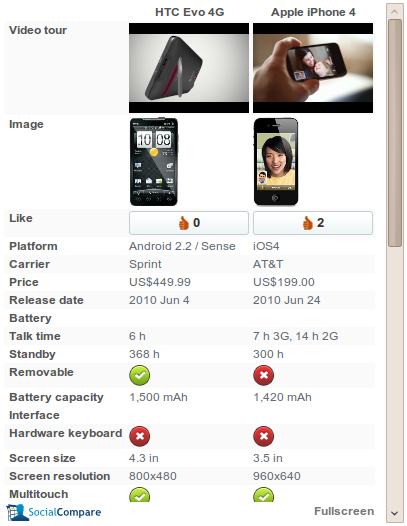 HTC Evo 4G Apple iPhone 4
Video tour
Image
Like 0 2
Platform Android 2.2 / Sense iOS4
Carrier Sprint AT&T
Price US$449.99 US$199.00
Release date 2010 Jun 4 2010 Jun 24
Battery
Talk time 6 h 7 h 3G, 14 h 2G
Standby 368 h 300 h
Removable
Battery capacity 1,500 mAh 1,420 mAh
Interface
Hardware keyboard
Screen size 4.3 in 3.5 in
Screen resolution 800x480 960x640
Multitouch
SocialCompare Fullscreen